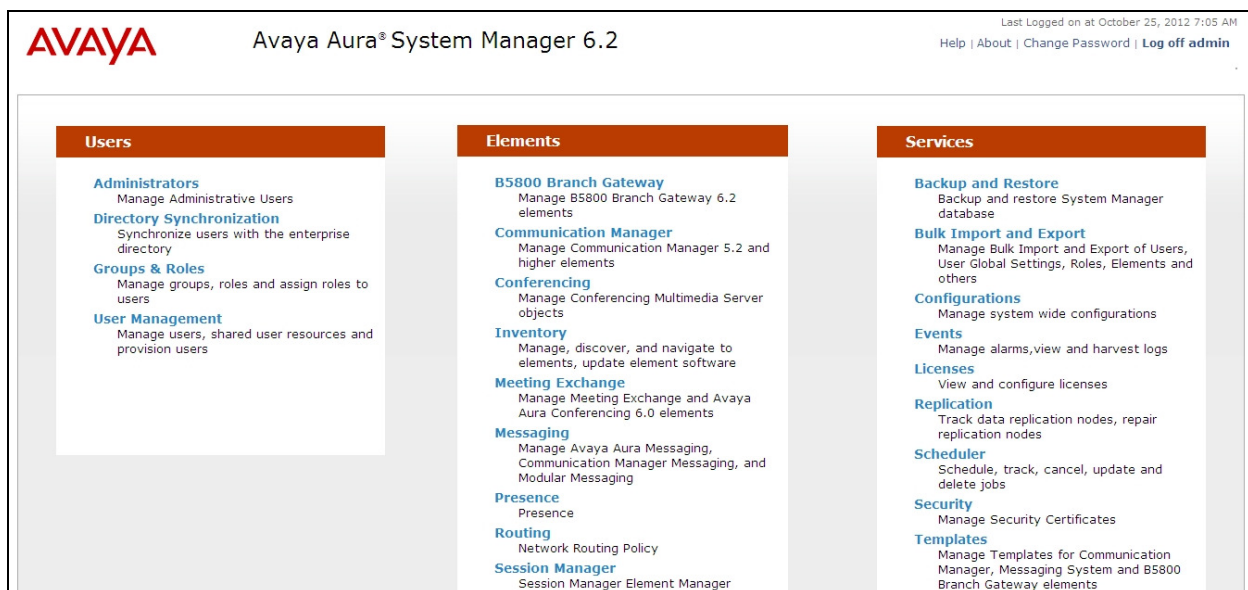 AVAYA
Avaya Aura® System Manager 6.2
Last Logged on at October 25, 2012 7:05 AM
Help | About | Change Password | Log off admin
Users
Administrators
Manage Administrative Users
Directory Synchronization
Synchronize users with the enterprise
directory
Groups & Roles
Manage groups, roles and assign roles to
users
User Management
Manage users, shared user resources and
provision users
Elements
B5800 Branch Gateway
Manage B5800 Branch Gateway 6.2
elements
Communication Manager
Manage Communication Manager 5.2 and
higher elements
Conferencing
Manage Conferencing Multimedia Server
objects
Inventory
Manage, discover, and navigate to
elements, update element software
Meeting Exchange
Manage Meeting Exchange and Avaya
Aura Conferencing 6.0 elements
Messaging
Manage Avaya Aura Messaging,
Communication Manager Messaging, and
Modular Messaging
Presence
Presence
Routing
Network Routing Policy
Session Manager
Session Manager Element Manager
Services
Backup and Restore
Backup and restore System Manager
database
Bulk Import and Export
Manage Bulk Import and Export of Users,
User Global Settings, Roles, Elements and
others
Configurations
Manage system wide configurations
Events
Manage alarms,view and harvest logs
Licenses
View and configure licenses
Replication
Track data replication nodes, repair
replication nodes
Scheduler
Schedule, track, cancel, update and
delete jobs
Security
Manage Security Certificates
Templates
Manage Templates for Communication
Manager, Messaging System and B5800
Branch Gateway elements